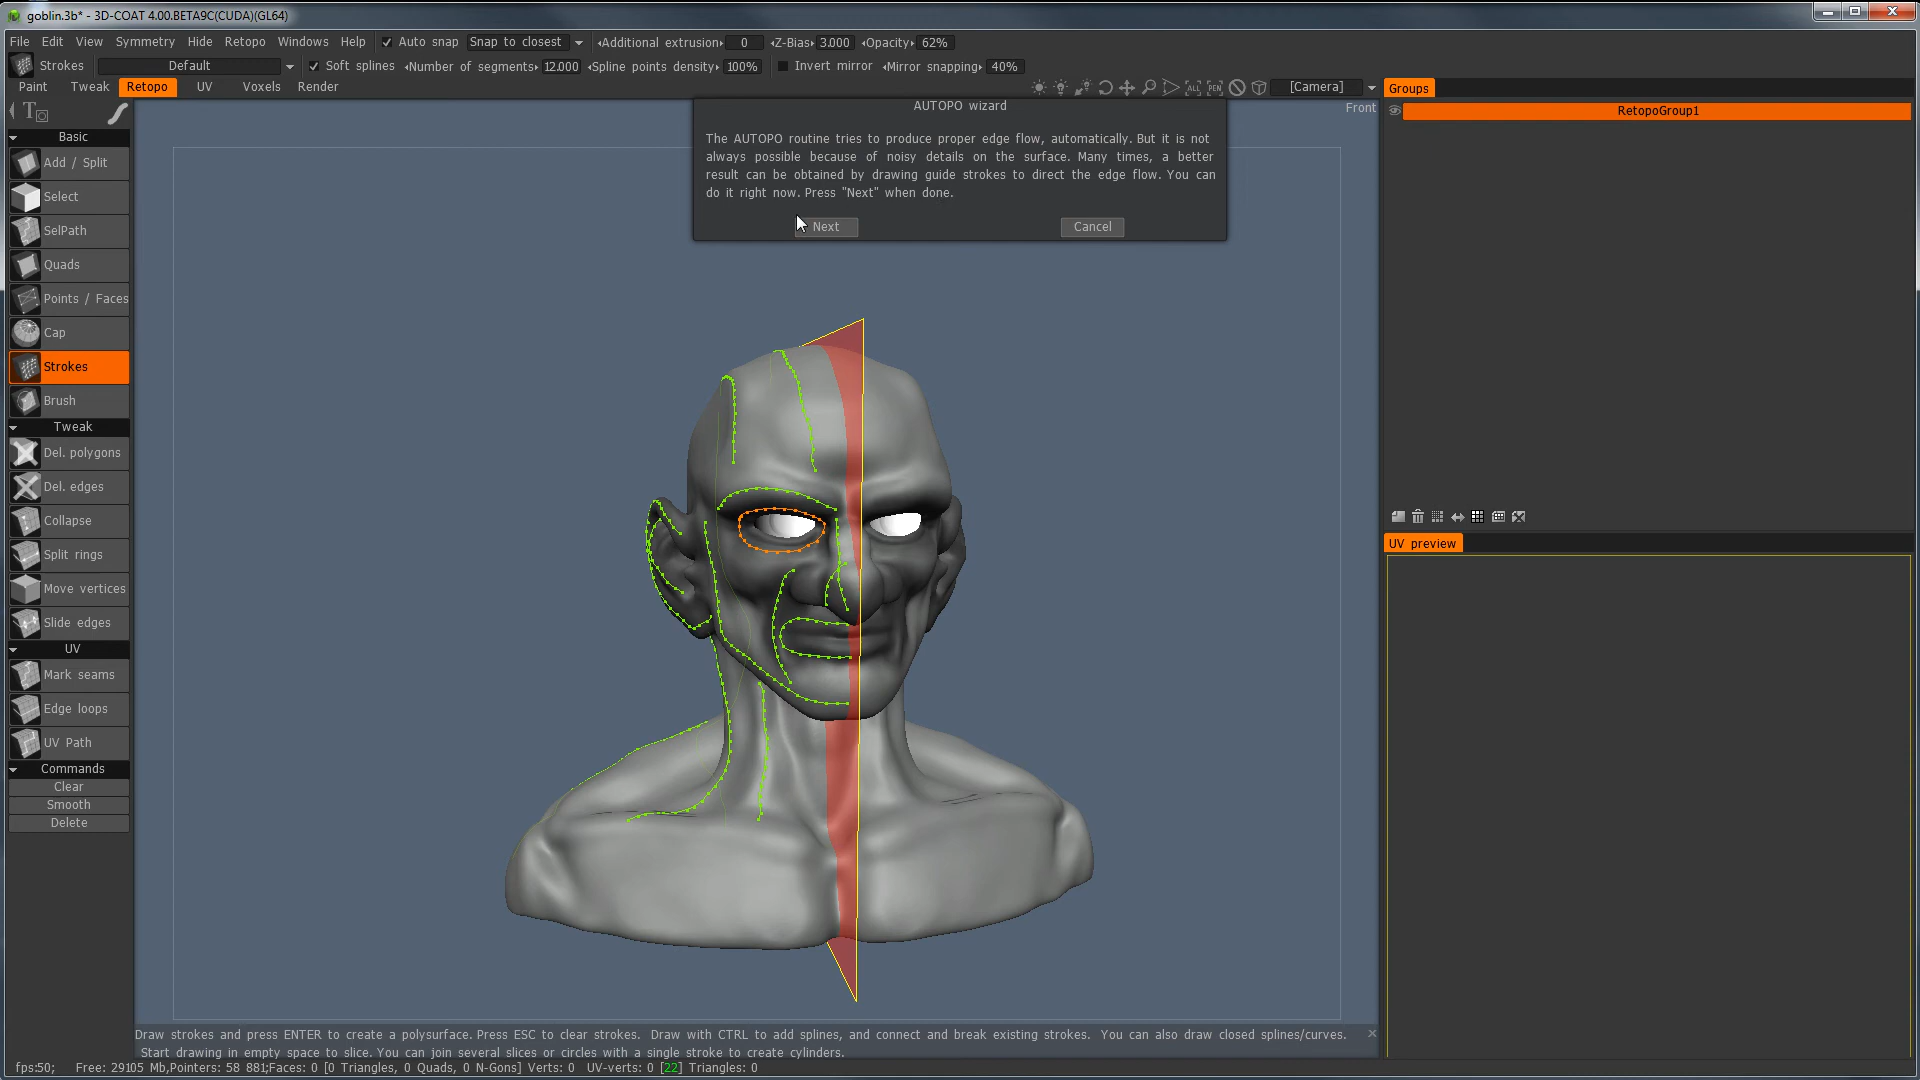 goblin.3b* - 3D-COAT 4.00.BETA9C(CUDA)(GL64)
File Edit View Symmetry Hide Retopo Windows Help Auto snap Snap to closest Additional extrusion 0 Z-Bias 3.000 Opacity 62%
Strokes Default Soft splines Number of segments 12.000 Spline points density 100% Invert mirror Mirror snapping 40%
Paint Tweak Retopo UV Voxels Render ALL PEN [Camera] Groups
Front
RetopoGroup1
AUTOPO wizard
The AUTOPO routine tries to produce proper edge flow, automatically. But it is not
always possible because of noisy details on the surface. Many times, a better
result can be obtained by drawing guide strokes to direct the edge flow. You can
do it right now. Press "Next" when done.
Next Cancel
Basic
Add / Split
Select
SelPath
Quads
Points / Faces
Cap
Strokes
Brush
Tweak
Del. polygons
Del. edges
Collapse
Split rings
Move vertices
Slide edges
UV
Mark seams
Edge loops
UV Path
Commands
Clear
Smooth
Delete
UV preview
Draw strokes and press ENTER to create a polysurface. Press ESC to clear strokes. Draw with CTRL to add splines, and connect and break existing strokes. You can also draw closed splines/curves.
Start drawing in empty space to slice. You can join several slices or circles with a single stroke to create cylinders.
fps:50; Free: 29105 Mb,Pointers: 58 881;Faces: 0 [0 Triangles, 0 Quads, 0 N-Gons] Verts: 0 UV-verts: 0 [22] Triangles: 0